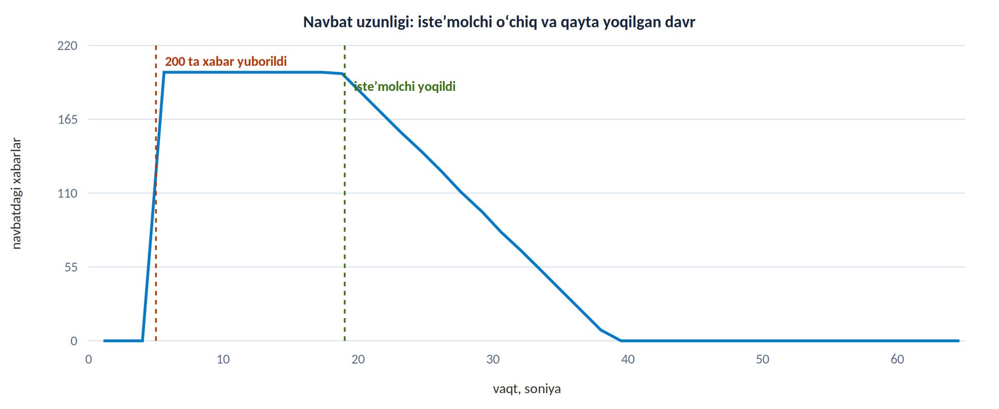 Navbat uzunligi: iste’molchi o‘chiq va qayta yoqilgan davr
220
200 ta xabar yuborildi
iste’molchi yoqildi
165
110
55
0
navbatdagi xabarlar
0 10 20 30 40 50 60
vaqt, soniya